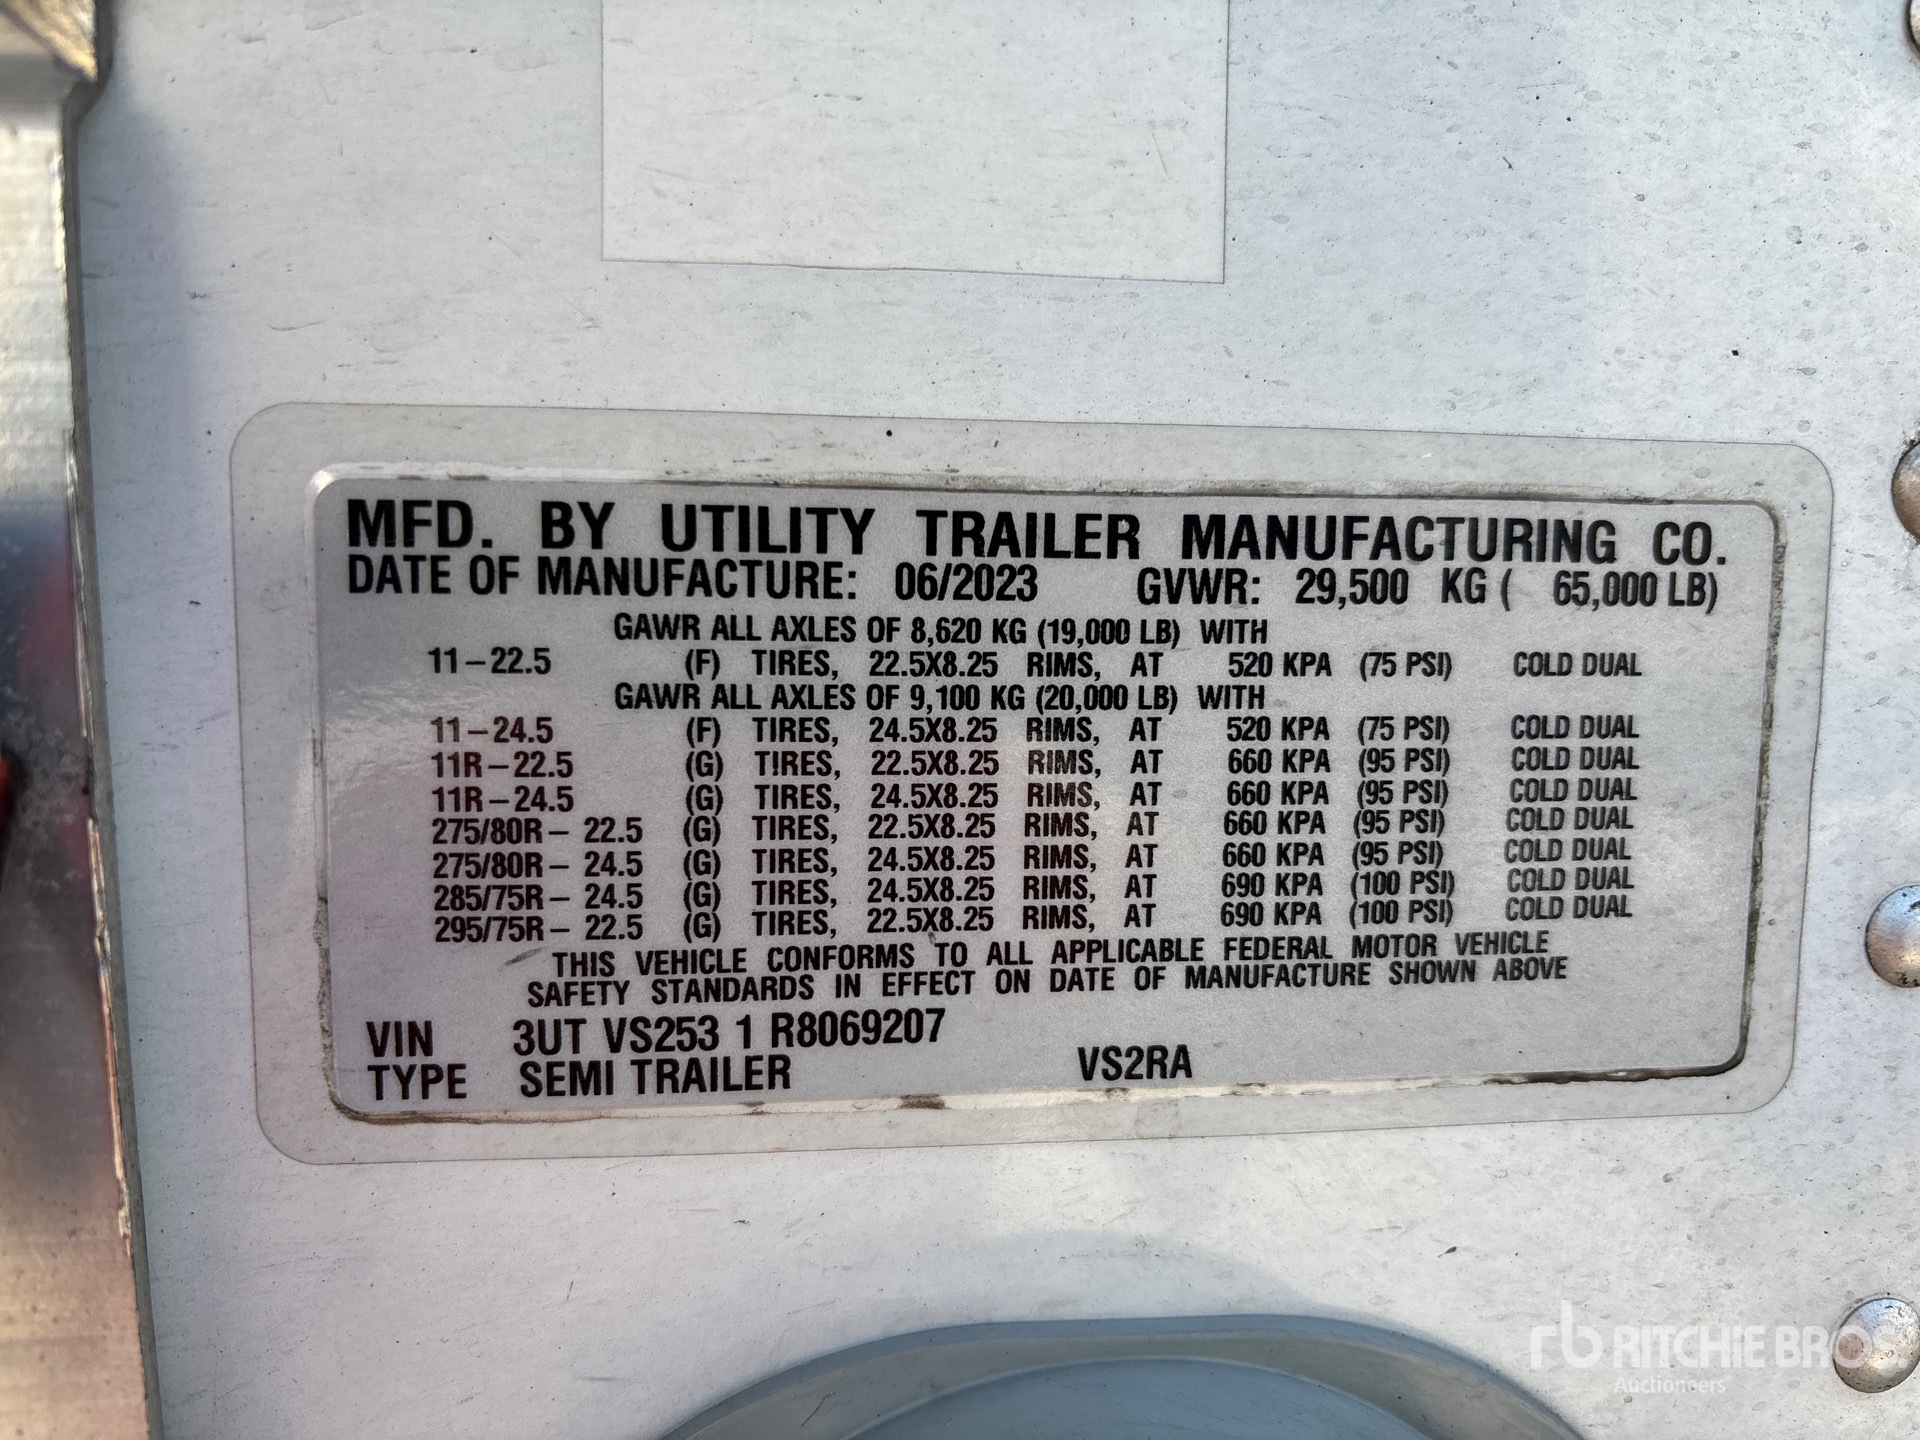 MFD. BY UTILITY TRAILER MANUFACTURING CO.
DATE OF MANUFACTURE: 06/2023 GVWR: 29,500 KG ( 65,000 LB)
GAWR ALL AXLES OF 8,620 KG (19,000 LB) WITH
11-22.5 (F) TIRES, 22.5X8.25 RIMS, AT 520 KPA (75 PSI) COLD DUAL
GAWR ALL AXLES OF 9,100 KG (20,000 LB) WITH
11-24.5 (F) TIRES, 24.5X8.25 RIMS, AT 520 KPA (75 PSI) COLD DUAL
11R-22.5 (G) TIRES, 22.5X8.25 RIMS, AT 660 KPA (95 PSI) COLD DUAL
11R-24.5 (G) TIRES, 24.5X8.25 RIMS, AT 660 KPA (95 PSI) COLD DUAL
275/80R- 22.5 (G) TIRES, 22.5X8.25 RIMS, AT 660 KPA (95 PSI) COLD DUAL
275/80R- 24.5 (G) TIRES, 24.5X8.25 RIMS, AT 660 KPA (95 PSI) COLD DUAL
285/75R- 24.5 (G) TIRES, 24.5X8.25 RIMS, AT 690 KPA (100 PSI) COLD DUAL
295/75R- 22.5 (G) TIRES, 22.5X8.25 RIMS, AT 690 KPA (100 PSI) COLD DUAL
THIS VEHICLE CONFORMS TO ALL APPLICABLE FEDERAL MOTOR VEHICLE
SAFETY STANDARDS IN EFFECT ON DATE OF MANUFACTURE SHOWN ABOVE
VIN 3UT VS253 1 R8069207
TYPE SEMI TRAILER VS2RA
rb RITCHIE BROS.
Auctioneers